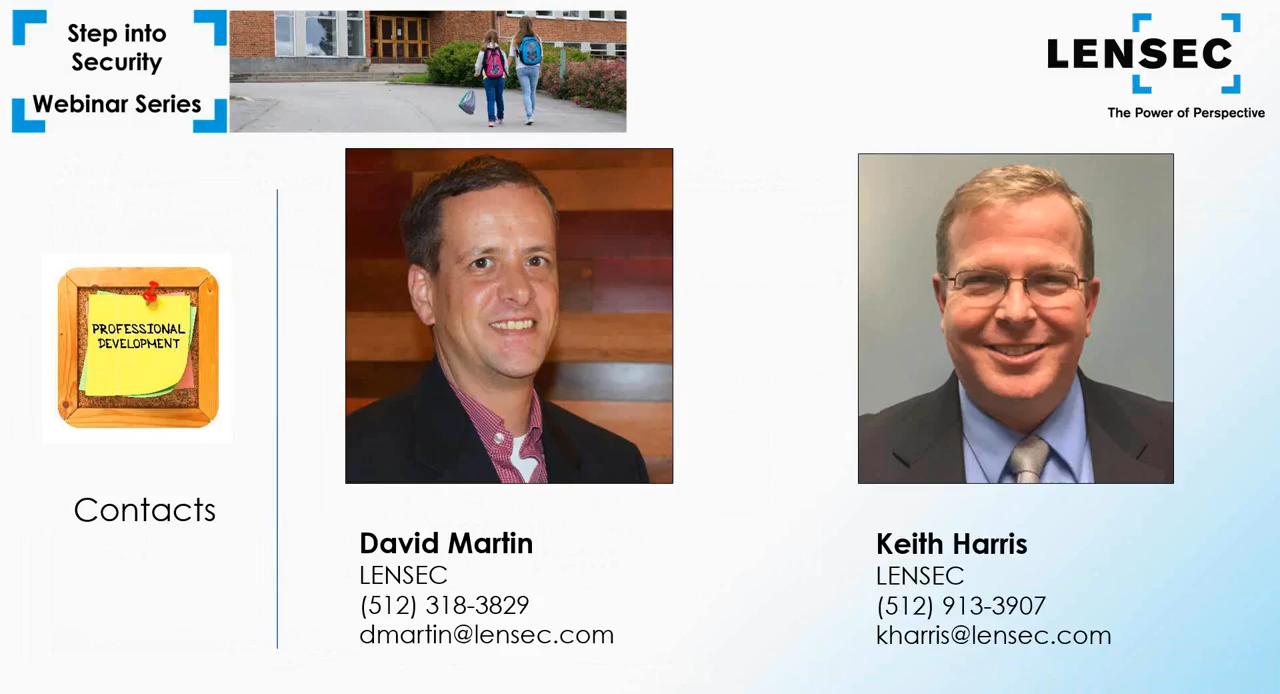 Step into
Security
Webinar Series
LENSEC
The Power of Perspective
PROFESSIONAL
DEVELOPMENT
Contacts
David Martin
LENSEC
(512) 318-3829
dmartin@lensec.com
Keith Harris
LENSEC
(512) 913-3907
kharris@lensec.com